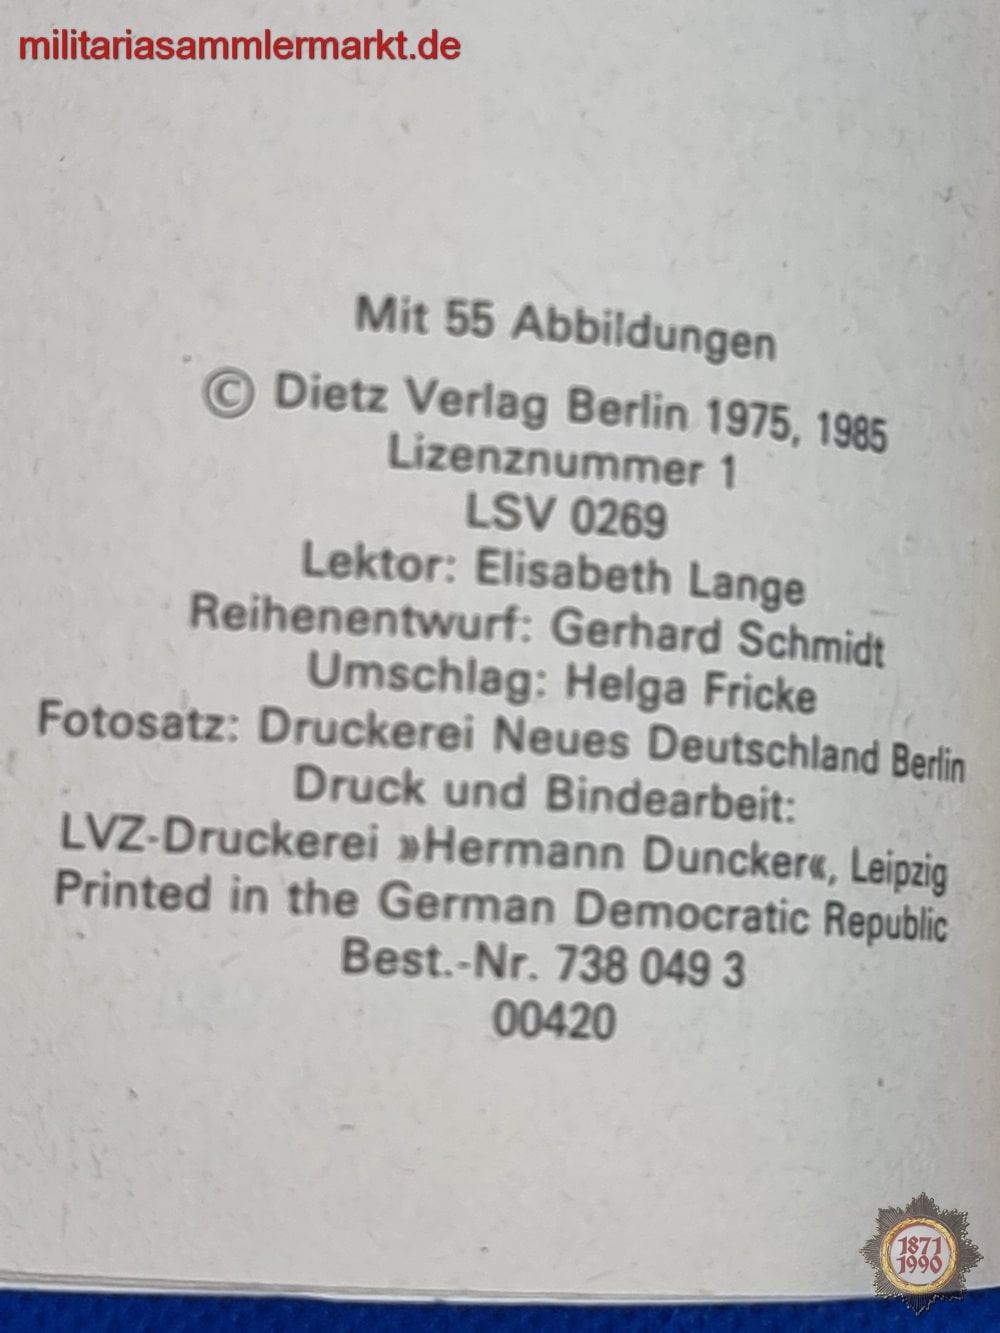 militariasammlermarkt.de
Mit 55 Abbildungen
© Dietz Verlag Berlin 1975, 1985
Lizenznummer 1
LSV 0269
Lektor: Elisabeth Lange
Reihenentwurf: Gerhard Schmidt
Umschlag: Helga Fricke
Fotosatz: Druckerei Neues Deutschland Berlin
Druck und Bindearbeit:
LVZ-Druckerei »Hermann Duncker«, Leipzig
Printed in the German Democratic Republic
Best.-Nr. 738 049 3
00420
1871
1990